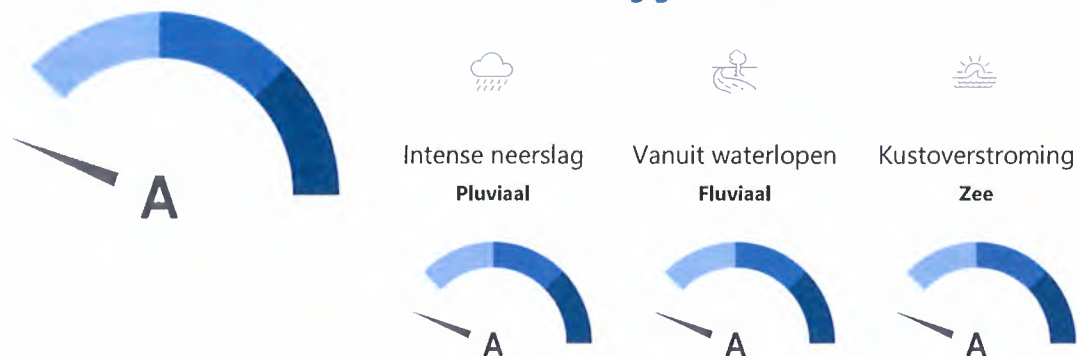 A
Intense neerslag
Pluviaal
A
Vanuit waterlopen
Fluviaal
A
Kustoverstroming
Zee
A